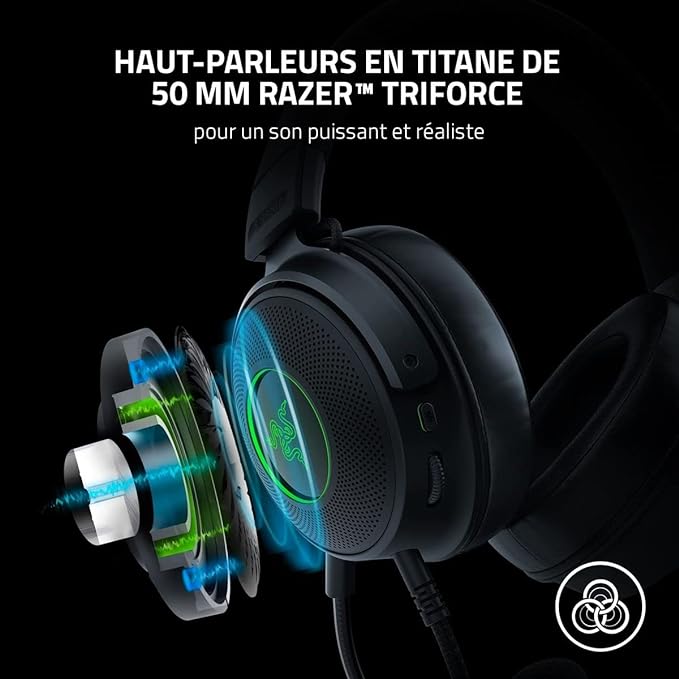 HAUT-PARLEURS EN TITANE DE
50 MM RAZER™ TRIFORCE
pour un son puissant et réaliste